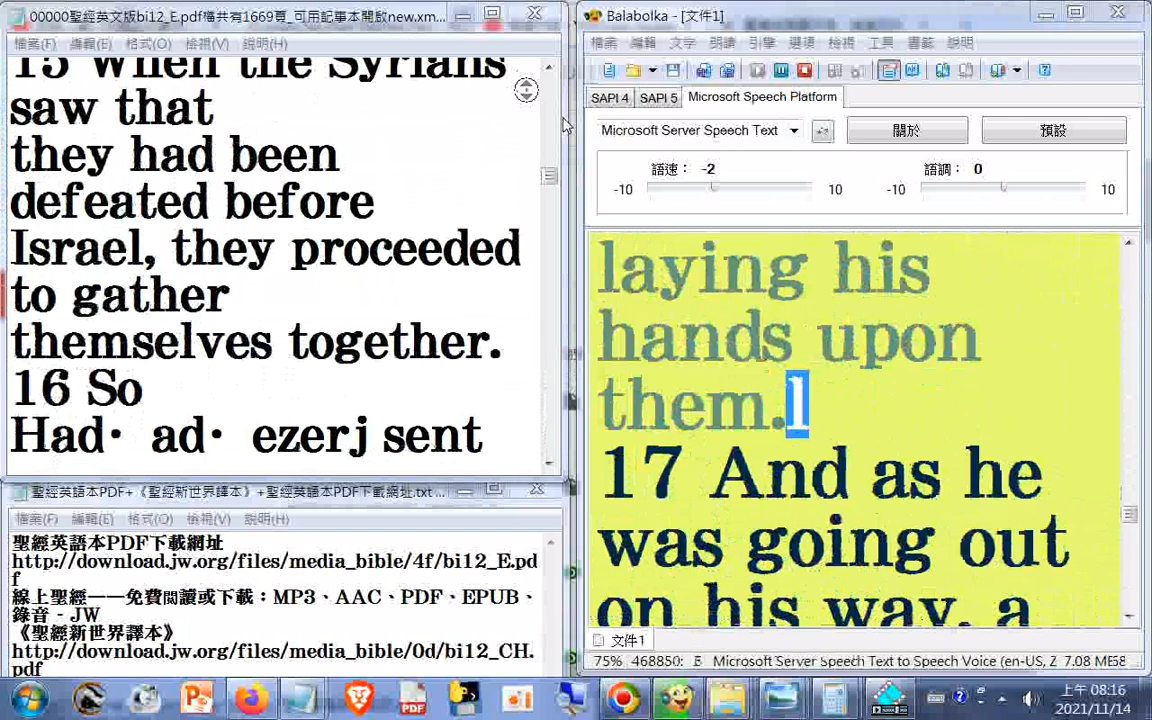 00000聖經英文版bi12_E.pdf檔共有1669頁_可用記事本開啟new.xm...
檔案(F) 編輯(E) 格式(O) 檢視(V) 說明(H)
15 When the Syrians
saw that
they had been
defeated before
Israel, they proceeded
to gather
themselves together.
16 So
Had· ad· ezerj sent
聖經英語本PDF+《聖經新世界譯本》+聖經英語本PDF下載網址.txt ...
檔案(F) 編輯(E) 格式(O) 檢視(V) 說明(H)
聖經英語本PDF下載網址
http://download.jw.org/files/media_bible/4f/bi12_E.pd
f
線上聖經——免費閱讀或下載：MP3、AAC、PDF、EPUB、
錄音 - JW
《聖經新世界譯本》
http://download.jw.org/files/media_bible/0d/bi12_CH.
pdf
Balabolka - [文件1]
檔案 編輯 文字 朗讀 引擎 選項 檢視 工具 書籤 說明
SAPI 4 SAPI 5 Microsoft Speech Platform
Microsoft Server Speech Text 關於 預設
語速： -2 語調： 0
-10 10 -10 10
laying his
hands upon
them.l
17 And as he
was going out
on his way, a
文件1
75% 468850: Microsoft Server Speech Text to Speech Voice (en-US, Z 7.08 ME58
上午 08:16
2021/11/14